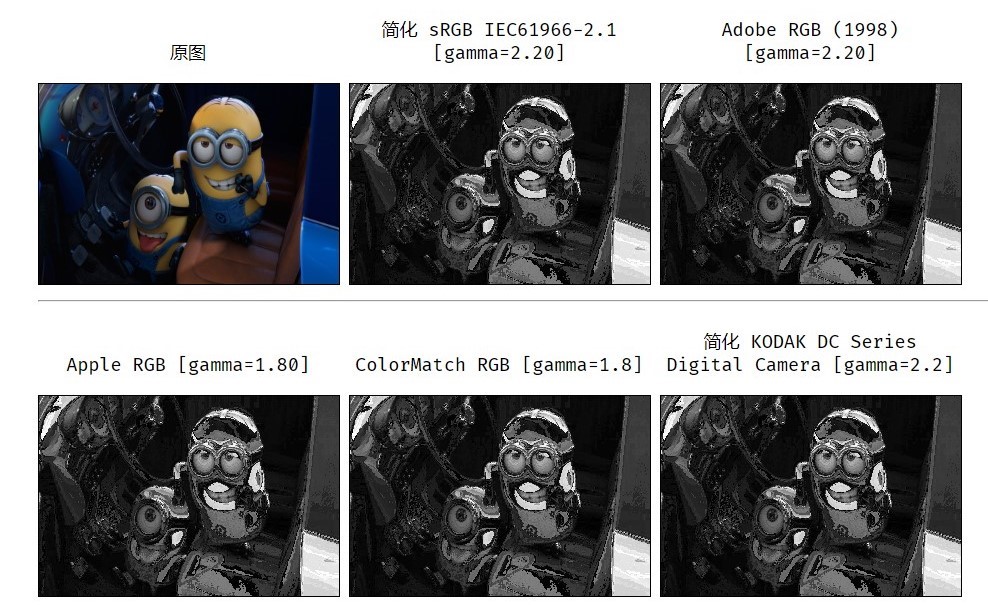 原图
简化 sRGB IEC61966-2.1
[gamma=2.20]
Adobe RGB (1998)
[gamma=2.20]
Apple RGB [gamma=1.80]
ColorMatch RGB [gamma=1.8]
简化 KODAK DC Series
Digital Camera [gamma=2.2]